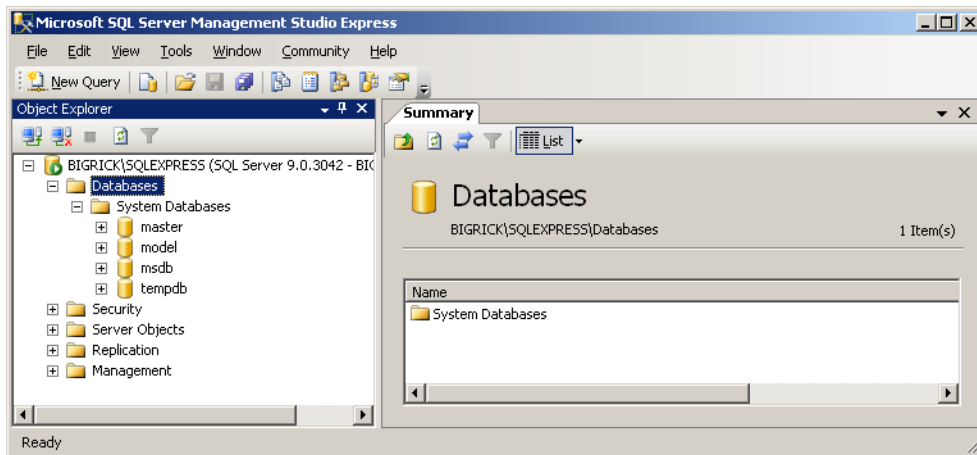 Microsoft SQL Server Management Studio Express
File Edit View Tools Window Community Help
New Query
Object Explorer
BIGRICK\SQLEXPRESS (SQL Server 9.0.3042 - BI
Databases
System Databases
master
model
msdb
tempdb
Security
Server Objects
Replication
Management
Summary
List
Databases
BIGRICK\SQLEXPRESS\Databases 1 Item(s)
Name
System Databases
Ready